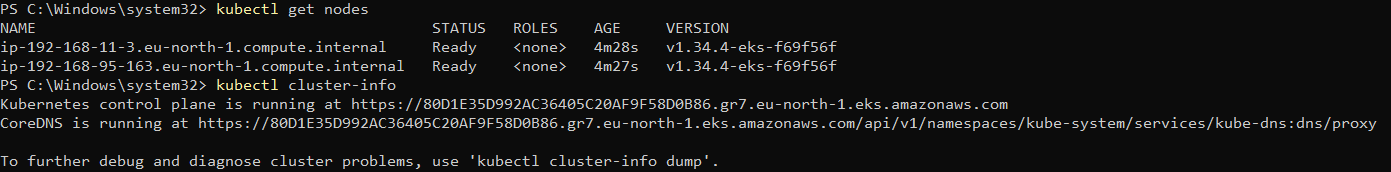 PS C:\Windows\system32> kubectl get nodes
NAME STATUS ROLES AGE VERSION
ip-192-168-11-3.eu-north-1.compute.internal Ready <none> 4m28s v1.34.4-eks-f69f56f
ip-192-168-95-163.eu-north-1.compute.internal Ready <none> 4m27s v1.34.4-eks-f69f56f
PS C:\Windows\system32> kubectl cluster-info
Kubernetes control plane is running at https://80D1E35D992AC36405C20AF9F58D0B86.gr7.eu-north-1.eks.amazonaws.com
CoreDNS is running at https://80D1E35D992AC36405C20AF9F58D0B86.gr7.eu-north-1.eks.amazonaws.com/api/v1/namespaces/kube-system/services/kube-dns:dns/proxy
To further debug and diagnose cluster problems, use 'kubectl cluster-info dump'.